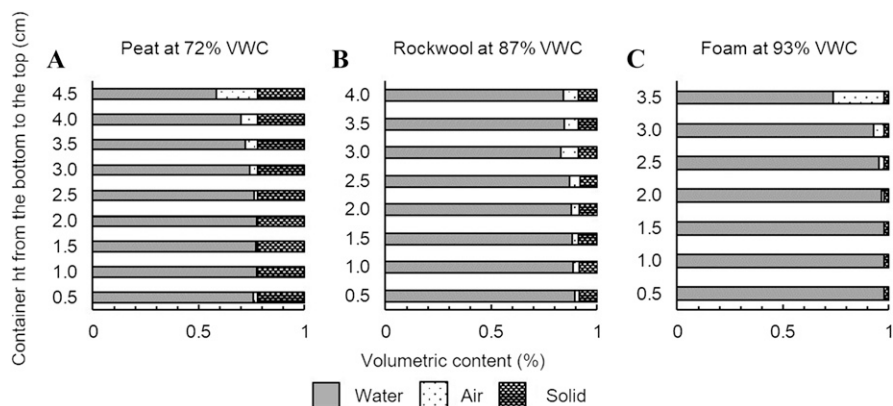 A Peat at 72% VWC
B Rockwool at 87% VWC
C Foam at 93% VWC
Container ht from the bottom to the top (cm)
4.5
4.0
3.5
3.0
2.5
2.0
1.5
1.0
0.5
0 0.5 1
4.0
3.5
3.0
2.5
2.0
1.5
1.0
0.5
0 0.5 1
3.5
3.0
2.5
2.0
1.5
1.0
0.5
0 0.5 1
Volumetric content (%)
Water Air Solid